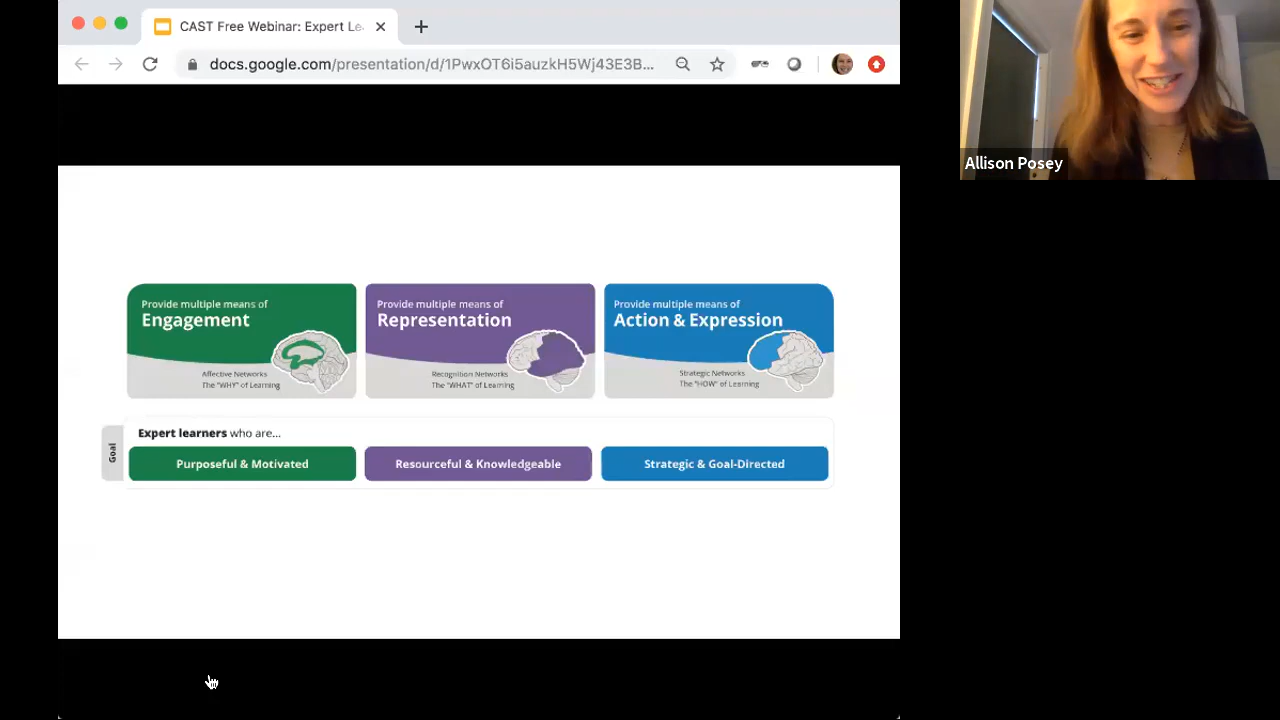 CAST Free Webinar: Expert Le
docs.google.com/presentation/d/1PwxOT6i5auzkH5Wj43E3B...
Allison Posey
Provide multiple means of
Engagement
Affective Networks
The "WHY" of Learning
Provide multiple means of
Representation
Recognition Networks
The "WHAT" of Learning
Provide multiple means of
Action & Expression
Strategic Networks
The "HOW" of Learning
Goal
Expert learners who are...
Purposeful & Motivated
Resourceful & Knowledgeable
Strategic & Goal-Directed